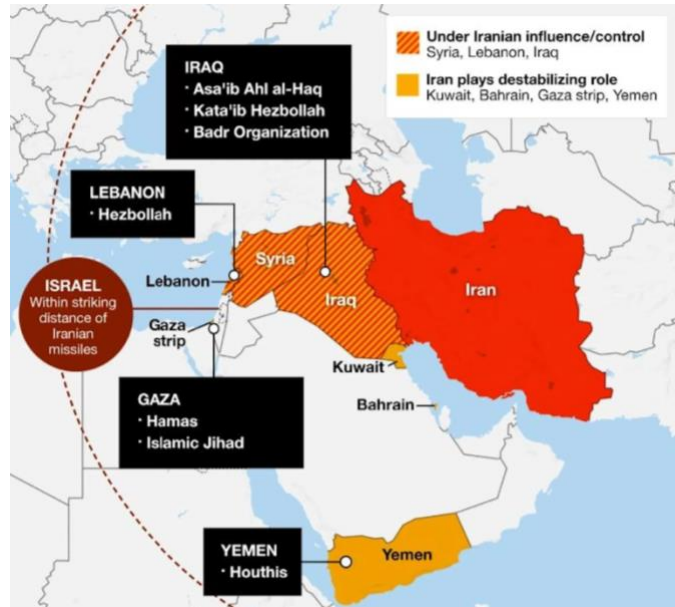 Under Iranian influence/control
Syria, Lebanon, Iraq
Iran plays destabilizing role
Kuwait, Bahrain, Gaza strip, Yemen
IRAQ
· Asa'ib Ahl al-Haq
· Kata'ib Hezbollah
· Badr Organization
LEBANON
· Hezbollah
ISRAEL
Within striking
distance of
Iranian
missiles
Lebanon
Syria
Iraq
Iran
Gaza
strip
Kuwait
Bahrain
GAZA
· Hamas
· Islamic Jihad
YEMEN
· Houthis
Yemen